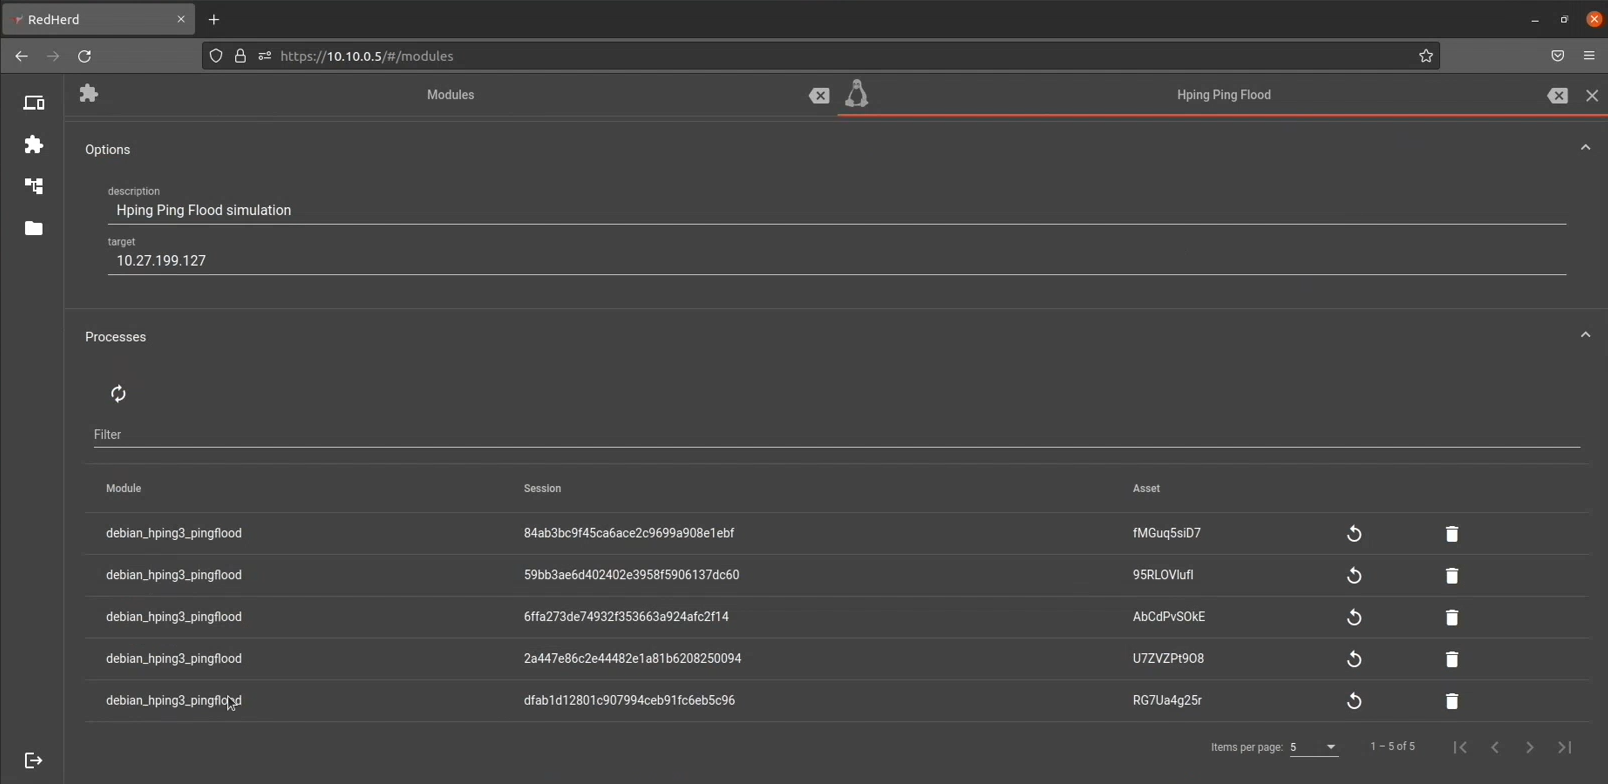 RedHerd
https://10.10.0.5/#/modules
Modules
Hping Ping Flood
Options
description
Hping Ping Flood simulation
target
10.27.199.127
Processes
Filter
Module Session Asset
debian_hping3_pingflood 84ab3bc9f45ca6ace2c9699a908e1ebf fMGuq5siD7
debian_hping3_pingflood 59bb3ae6d402402e3958f5906137dc60 95RLOVlufl
debian_hping3_pingflood 6ffa273de74932f353663a924afc2f14 AbCdPvSOkE
debian_hping3_pingflood 2a447e86c2e44482e1a81b6208250094 U7ZVZPt9O8
debian_hping3_pingflood dfab1d12801c907994ceb91fc6eb5c96 RG7Ua4g25r
Items per page: 5 1 – 5 of 5